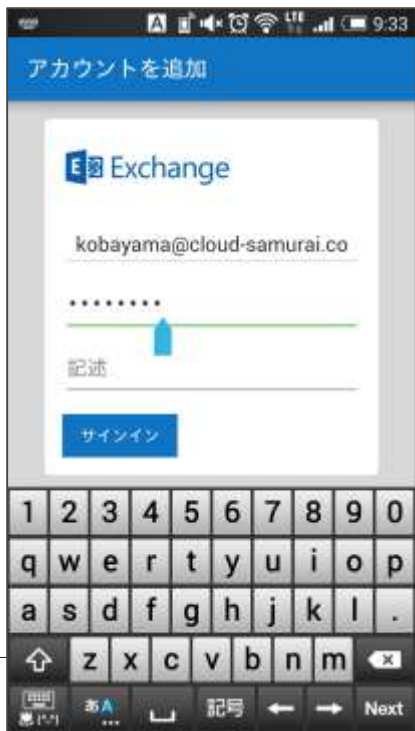 A LTE 9:33
アカウントを追加
E Exchange
kobayama@cloud-samurai.co
••••••••
記述
サインイン
1 2 3 4 5 6 7 8 9 0
q w e r t y u i o p
a s d f g h j k l .
z x c v b n m
あA 記号 ← → Next